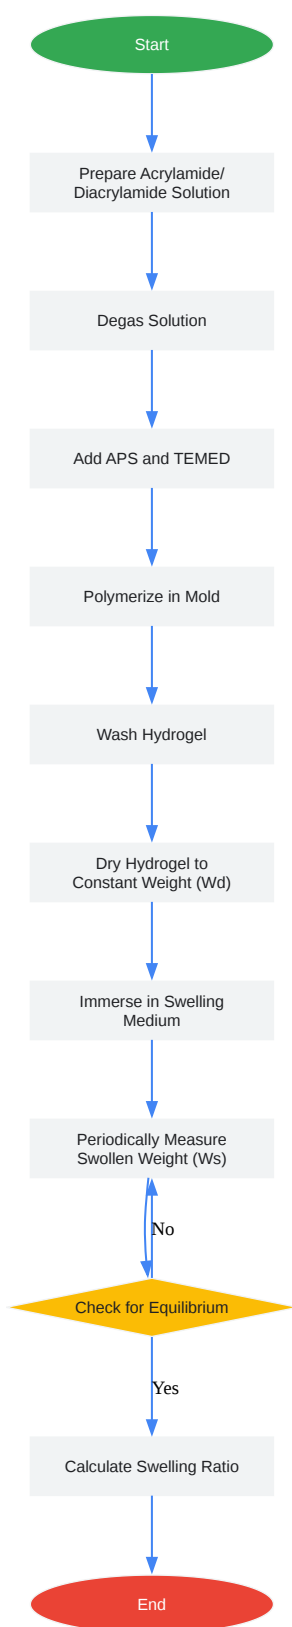 Start
Prepare Acrylamide/
Diacrylamide Solution
Degas Solution
Add APS and TEMED
Polymerize in Mold
Wash Hydrogel
Dry Hydrogel to
Constant Weight (Wd)
Immerse in Swelling
Medium
Periodically Measure
Swollen Weight (Ws)
No
Check for Equilibrium
Yes
Calculate Swelling Ratio
End